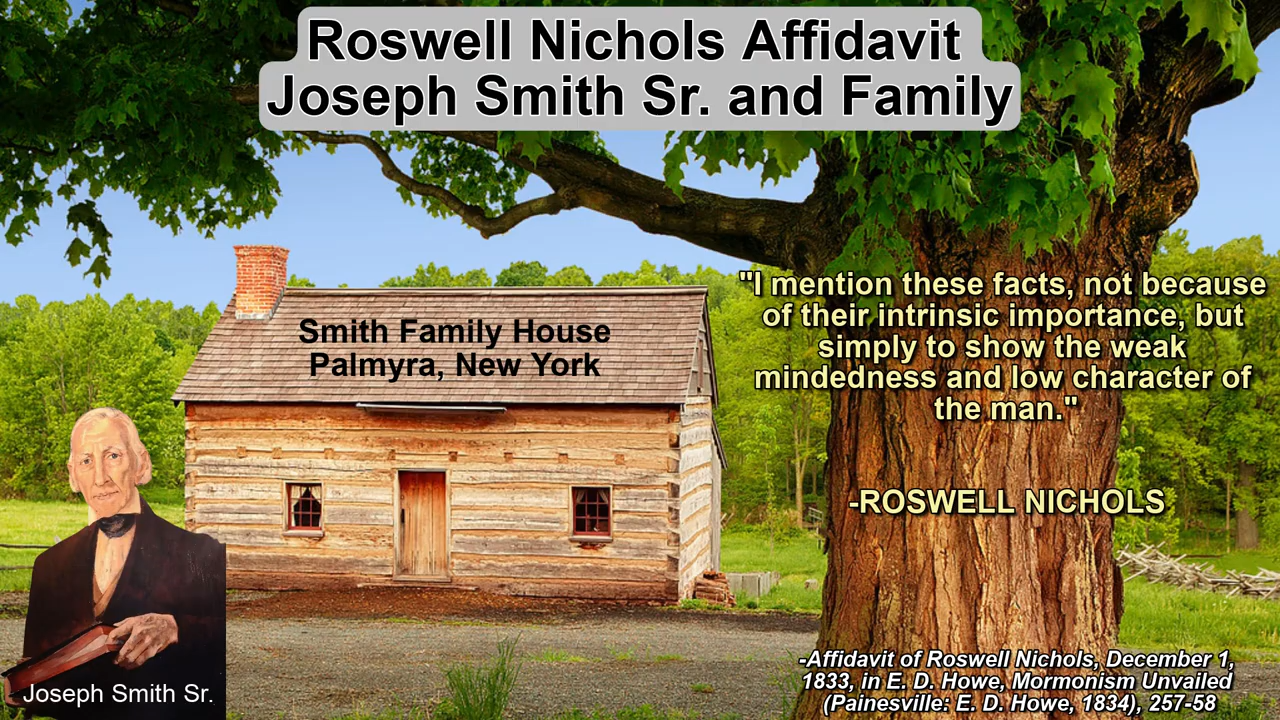 Roswell Nichols Affidavit
Joseph Smith Sr. and Family
Smith Family House
Palmyra, New York
"I mention these facts, not because
of their intrinsic importance, but
simply to show the weak
mindedness and low character of
the man."
-ROSWELL NICHOLS
Joseph Smith Sr.
-Affidavit of Roswell Nichols, December 1,
1833, in E. D. Howe, Mormonism Unvailed
(Painesville: E. D. Howe, 1834), 257-58